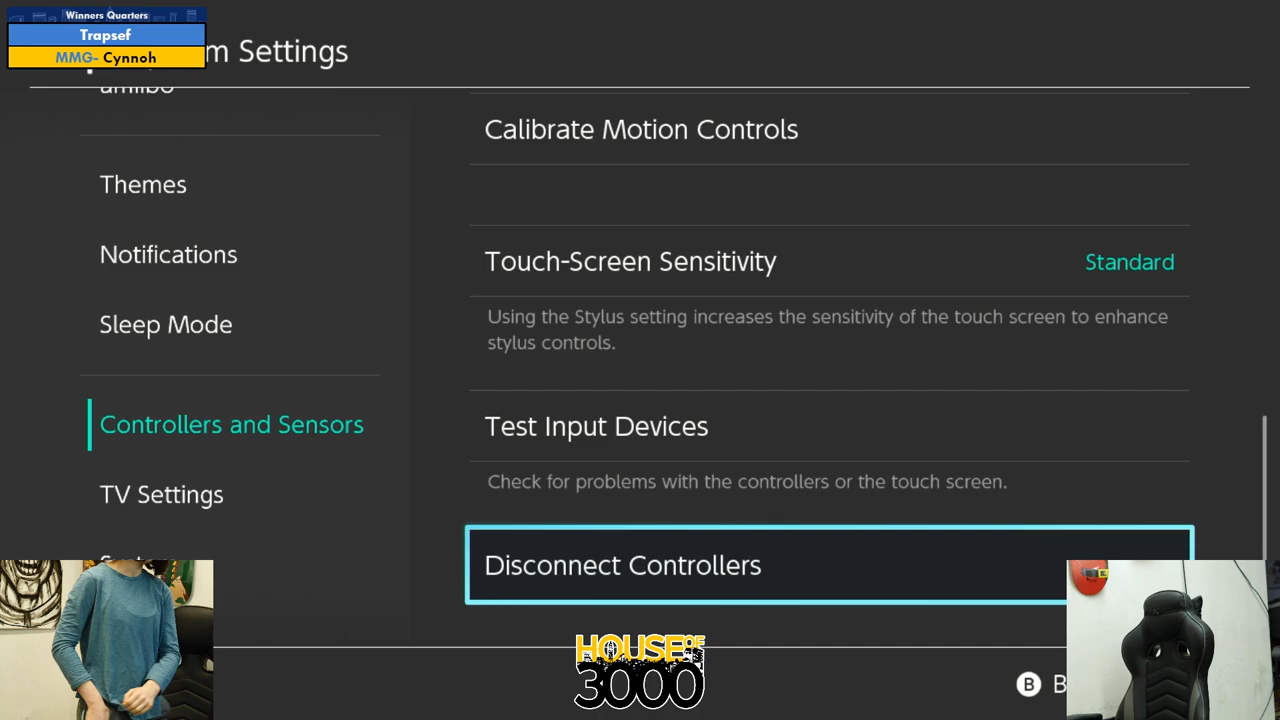 Winners Quarters
Trapsef
MMG- Cynnoh
m Settings
amiibo
Themes
Notifications
Sleep Mode
Controllers and Sensors
TV Settings
Calibrate Motion Controls
Touch-Screen Sensitivity Standard
Using the Stylus setting increases the sensitivity of the touch screen to enhance
stylus controls.
Test Input Devices
Check for problems with the controllers or the touch screen.
Disconnect Controllers
HOUSE OF
3000
B B